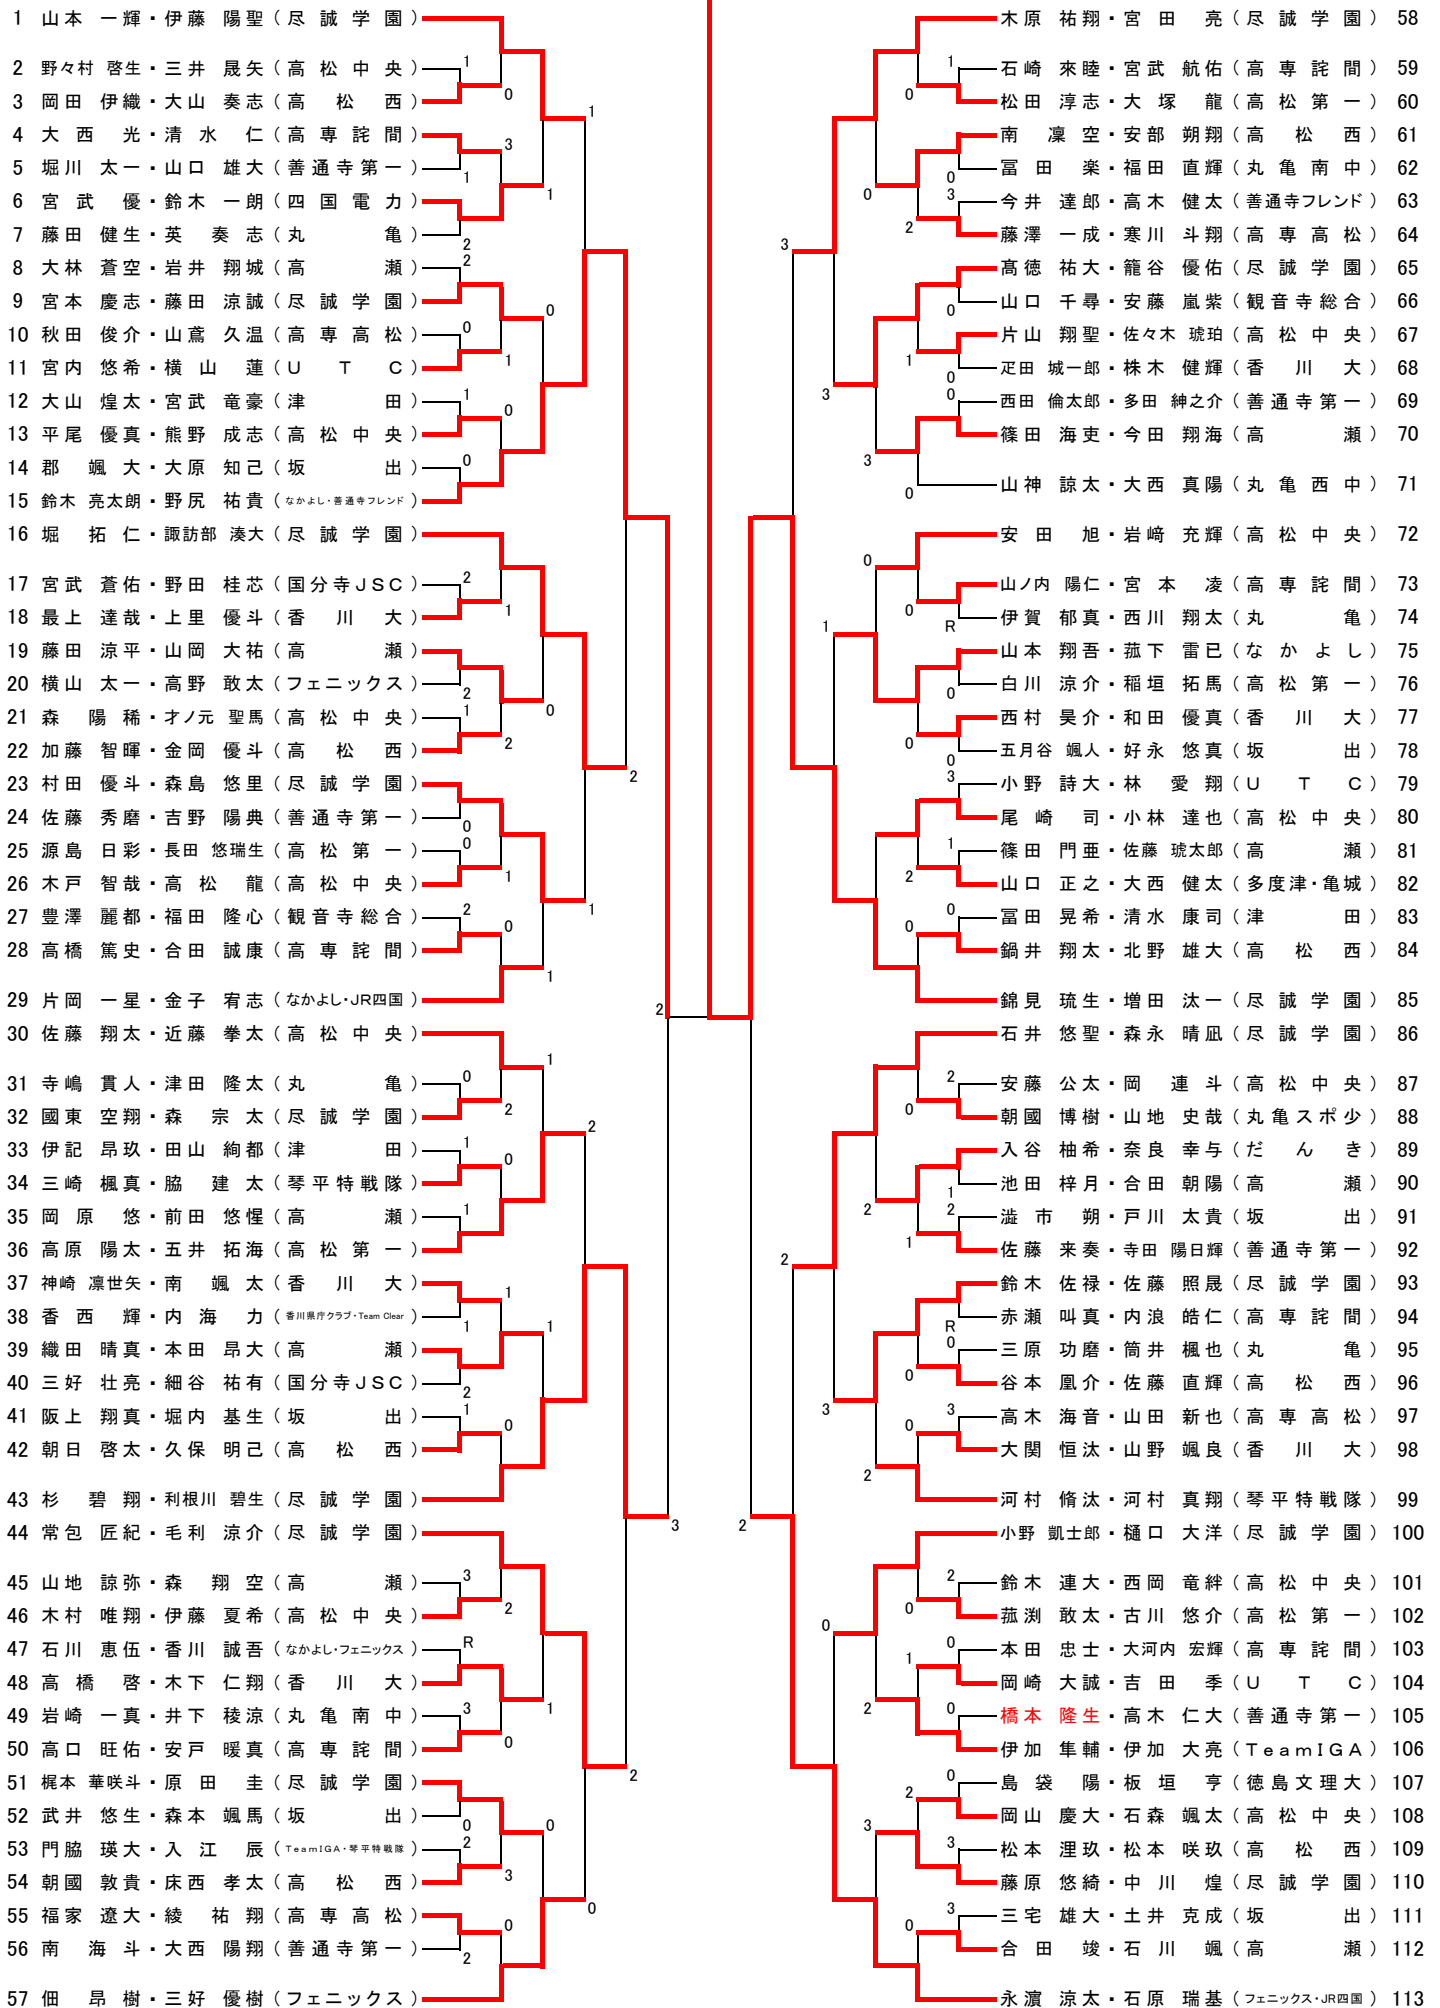 1 山本 一輝・伊藤 陽聖 (尽誠学園)
2 野々村 啓生・三井 晟矢 (高松中央)
3 岡田 伊織・大山 奏志 (高松西)
4 大西 光・清水 仁 (高専詫間)
5 堀川 太一・山口 雄大 (善通寺第一)
6 宮武 優・鈴木 一朗 (四国電力)
7 藤田 健生・英 奏志 (丸亀)
8 大林 蒼空・岩井 翔城 (高瀬)
9 宮本 慶志・藤田 涼誠 (尽誠学園)
10 秋田 俊介・山鳶 久温 (高専高松)
11 宮内 悠希・横山 蓮 (UTC)
12 大山 煌太・宮武 竜豪 (津田)
13 平尾 優真・熊野 成志 (高松中央)
14 郡 颯大・大原 知己 (坂出)
15 鈴木 亮太朗・野尻 祐貴 (なかよし・善通寺フレンド)
16 堀 拓仁・諏訪部 湊大 (尽誠学園)
17 宮武 蒼佑・野田 桂芯 (国分寺JSC)
18 最上 達哉・上里 優斗 (香川大)
19 藤田 涼平・山岡 大祐 (高瀬)
20 横山 太一・高野 敢太 (フェニックス)
21 森 陽稀・才ノ元 聖馬 (高松中央)
22 加藤 智暉・金岡 優斗 (高松西)
23 村田 優斗・森島 悠里 (尽誠学園)
24 佐藤 秀磨・吉野 陽典 (善通寺第一)
25 源島 日彩・長田 悠瑞生 (高松第一)
26 木戸 智哉・高松 龍 (高松中央)
27 豊澤 麗都・福田 隆心 (観音寺総合)
28 高橋 篤史・合田 誠康 (高専詫間)
29 片岡 一星・金子 宥志 (なかよし・JR四国)
30 佐藤 翔太・近藤 拳太 (高松中央)
31 寺嶋 貫人・津田 隆太 (丸亀)
32 國東 空翔・森 宗太 (尽誠学園)
33 伊記 昂玖・田山 絢都 (津田)
34 三崎 楓真・脇 建太 (琴平特戦隊)
35 岡原 悠・前田 悠惺 (高瀬)
36 高原 陽太・五井 拓海 (高松第一)
37 神崎 凛世矢・南 颯太 (香川大)
38 香西 輝・内海 力 (香川県庁クラブ・Team Clear)
39 織田 晴真・本田 昂大 (高瀬)
40 三好 壮亮・細谷 祐有 (国分寺JSC)
41 阪上 翔真・堀内 基生 (坂出)
42 朝日 啓太・久保 明己 (高松西)
43 杉 碧翔・利根川 碧生 (尽誠学園)
44 常包 匠紀・毛利 涼介 (尽誠学園)
45 山地 諒弥・森 翔空 (高瀬)
46 木村 唯翔・伊藤 夏希 (高松中央)
47 石川 恵伍・香川 誠吾 (なかよし・フェニックス)
48 高橋 啓・木下 仁翔 (香川大)
49 岩崎 一真・井下 稜涼 (丸亀南中)
50 高口 旺佑・安戸 暖真 (高専詫間)
51 梶本 華咲斗・原田 圭 (尽誠学園)
52 武井 悠生・森本 颯馬 (坂出)
53 門脇 瑛大・入江 辰 (TeamIGA・琴平特戦隊)
54 朝國 敦貴・床西 孝太 (高松西)
55 福家 遼大・綾 祐翔 (高専高松)
56 南 海斗・大西 陽翔 (善通寺第一)
57 佃 昂樹・三好 優樹 (フェニックス)
木原 祐翔・宮田 亮 (尽誠学園) 58
石崎 來睦・宮武 航佑 (高専詫間) 59
松田 淳志・大塚 龍 (高松第一) 60
南 凜空・安部 朔翔 (高松西) 61
冨田 楽・福田 直輝 (丸亀南中) 62
今井 達郎・高木 健太 (善通寺フレンド) 63
藤澤 一成・寒川 斗翔 (高専高松) 64
髙徳 祐大・籠谷 優佑 (尽誠学園) 65
山口 千尋・安藤 嵐紫 (観音寺総合) 66
片山 翔聖・佐々木 琥珀 (高松中央) 67
疋田 城一郎・株木 健輝 (香川大) 68
西田 倫太郎・多田 紳之介 (善通寺第一) 69
篠田 海吏・今田 翔海 (高瀬) 70
山神 諒太・大西 真陽 (丸亀西中) 71
安田 旭・岩﨑 充輝 (高松中央) 72
山ノ内 陽仁・宮本 凌 (高専詫間) 73
伊賀 郁真・西川 翔太 (丸亀) 74
山本 翔吾・菰下 雷已 (なかよし) 75
白川 涼介・稲垣 拓馬 (高松第一) 76
西村 昊介・和田 優真 (香川大) 77
五月谷 颯人・好永 悠真 (坂出) 78
小野 詩大・林 愛翔 (UTC) 79
尾崎 司・小林 達也 (高松中央) 80
篠田 門亜・佐藤 琥太郎 (高瀬) 81
山口 正之・大西 健太 (多度津・亀城) 82
冨田 晃希・清水 康司 (津田) 83
鍋井 翔太・北野 雄大 (高松西) 84
錦見 琉生・増田 汰一 (尽誠学園) 85
石井 悠聖・森永 晴凪 (尽誠学園) 86
安藤 公太・岡 連斗 (高松中央) 87
朝國 博樹・山地 史哉 (丸亀スポ少) 88
入谷 柚希・奈良 幸与 (だんき) 89
池田 梓月・合田 朝陽 (高瀬) 90
澁市 朔・戸川 太貴 (坂出) 91
佐藤 来奏・寺田 陽日輝 (善通寺第一) 92
鈴木 佐禄・佐藤 照晟 (尽誠学園) 93
赤瀬 叫真・内浪 皓仁 (高専詫間) 94
三原 功磨・筒井 楓也 (丸亀) 95
谷本 凰介・佐藤 直輝 (高松西) 96
高木 海音・山田 新也 (高専高松) 97
大関 恒汰・山野 颯良 (香川大) 98
河村 脩汰・河村 真翔 (琴平特戦隊) 99
小野 凱士郎・樋口 大洋 (尽誠学園) 100
鈴木 連大・西岡 竜絆 (高松中央) 101
菰渕 敢太・古川 悠介 (高松第一) 102
本田 忠士・大河内 宏輝 (高専詫間) 103
岡崎 大誠・吉田 季 (UTC) 104
橋本 隆生・高木 仁大 (善通寺第一) 105
伊加 隼輔・伊加 大亮 (TeamIGA) 106
島袋 陽・板垣 亨 (徳島文理大) 107
岡山 慶大・石森 颯太 (高松中央) 108
松本 浬玖・松本 咲玖 (高松西) 109
藤原 悠綺・中川 煌 (尽誠学園) 110
三宅 雄大・土井 克成 (坂出) 111
合田 竣・石川 颯 (高瀬) 112
永濵 涼太・石原 瑞基 (フェニックス・JR四国) 113